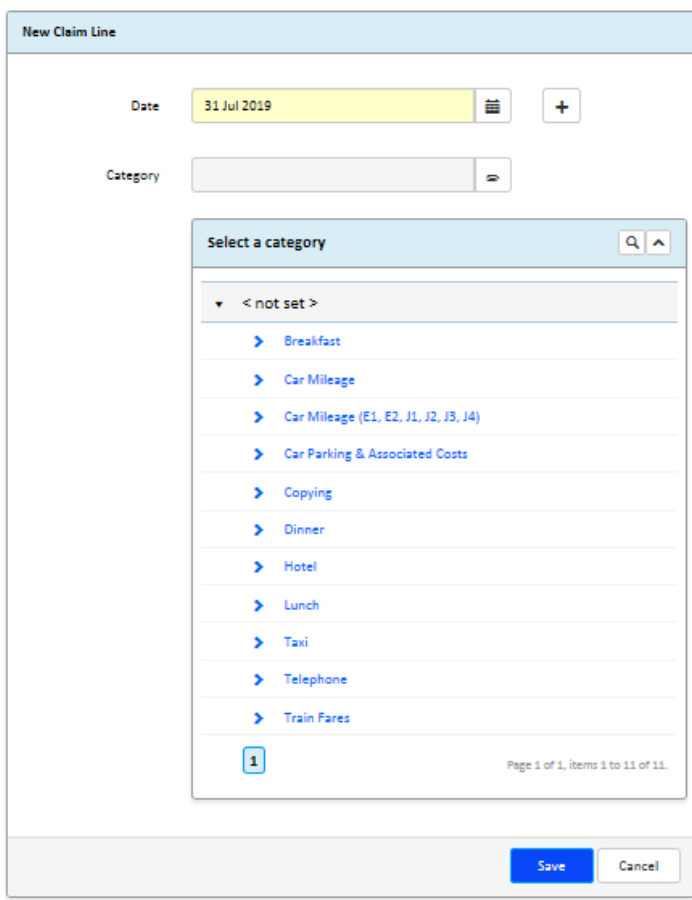 New Claim Line
Date 31 Jul 2019 +
Category
Select a category
< not set >
Breakfast
Car Mileage
Car Mileage (E1, E2, J1, J2, J3, J4)
Car Parking & Associated Costs
Copying
Dinner
Hotel
Lunch
Taxi
Telephone
Train Fares
1 Page 1 of 1, items 1 to 11 of 11.
Save Cancel